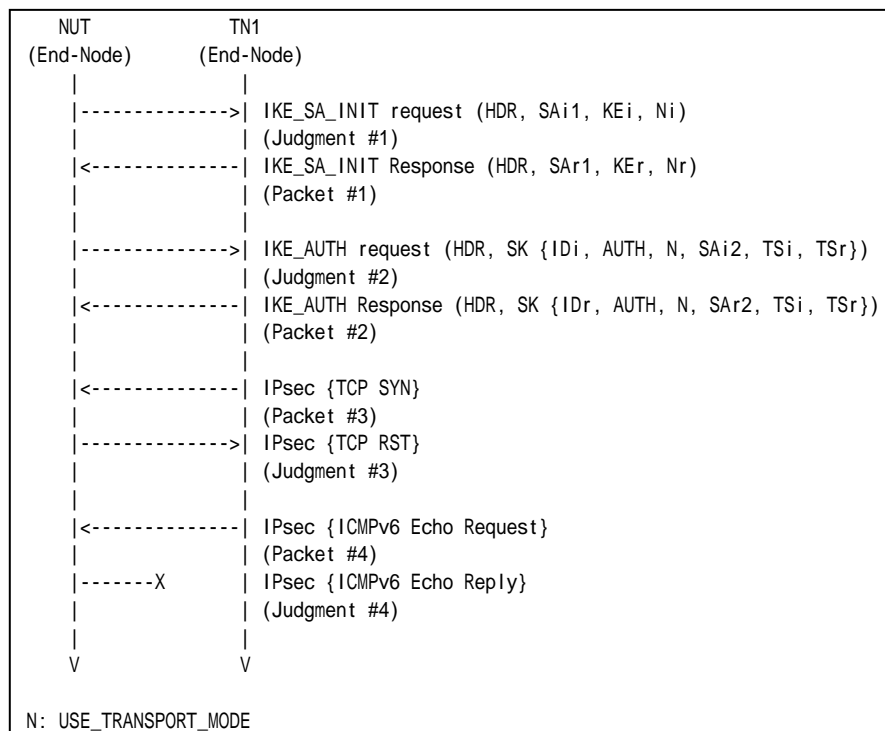 NUT              TN1
(End-Node)        (End-Node)
     |                    |
     |-------------->| IKE_SA_INIT request (HDR, SAi1, KEi, Ni)
     |                    | (Judgment #1)
     |<--------------| IKE_SA_INIT Response (HDR, SAr1, KEr, Nr)
     |                    | (Packet #1)
     |                    |
     |-------------->| IKE_AUTH request (HDR, SK {IDi, AUTH, N, SAi2, TSi, TSr})
     |                    | (Judgment #2)
     |<--------------| IKE_AUTH Response (HDR, SK {IDr, AUTH, N, SAr2, TSi, TSr})
     |                    | (Packet #2)
     |                    |
     |<--------------| IPsec {TCP SYN}
     |                    | (Packet #3)
     |-------------->| IPsec {TCP RST}
     |                    | (Judgment #3)
     |                    |
     |<--------------| IPsec {ICMPv6 Echo Request}
     |                    | (Packet #4)
     |-------X       | IPsec {ICMPv6 Echo Reply}
     |                    | (Judgment #4)
     |                    |
     V                    V
N: USE_TRANSPORT_MODE